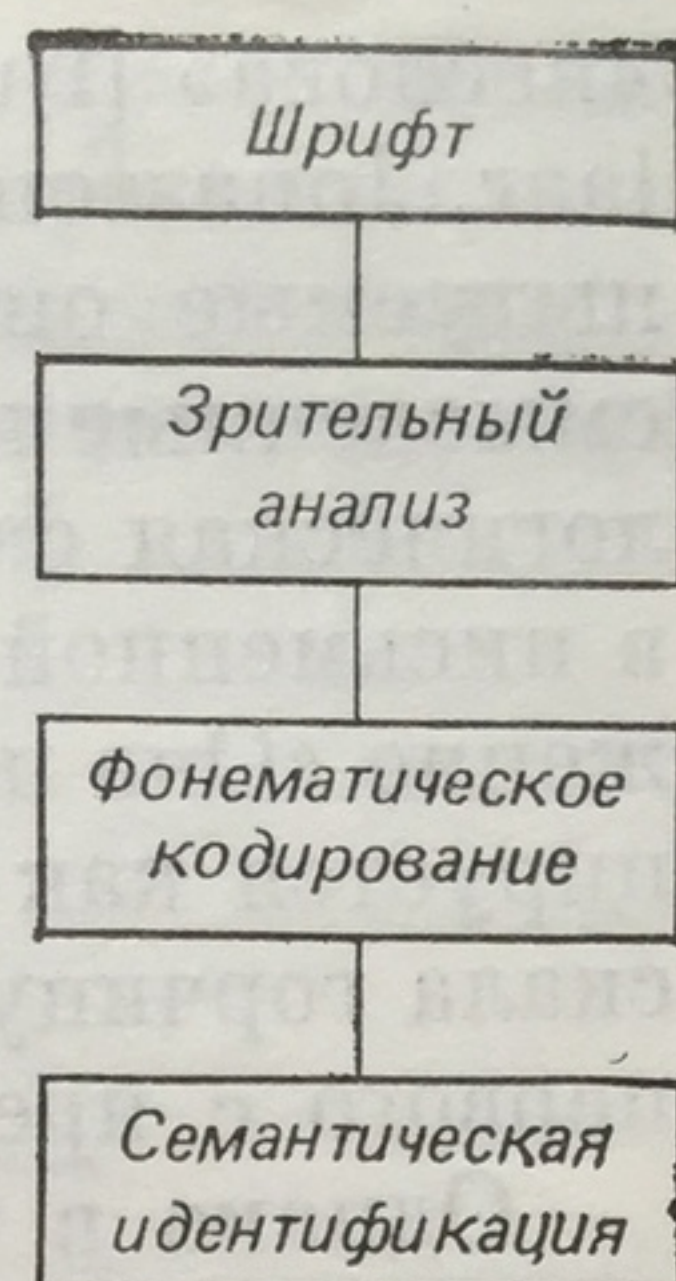 Шрифт
Зрительный
анализ
Фонематическое
кодирование
Семантическая
идентификация